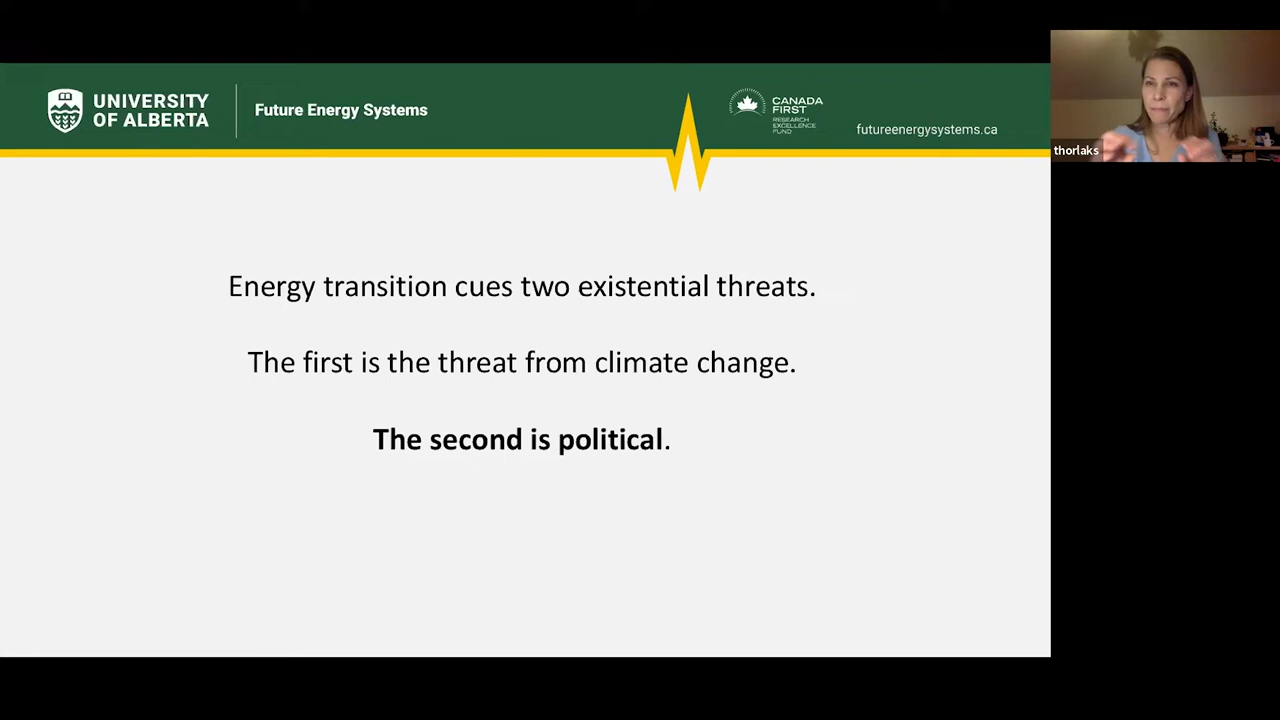 UNIVERSITY
OF ALBERTA
Future Energy Systems
CANADA
FIRST
RESEARCH
EXCELLENCE
FUND
futureenergysystems.ca
thorlaks
Energy transition cues two existential threats.
The first is the threat from climate change.
The second is political.